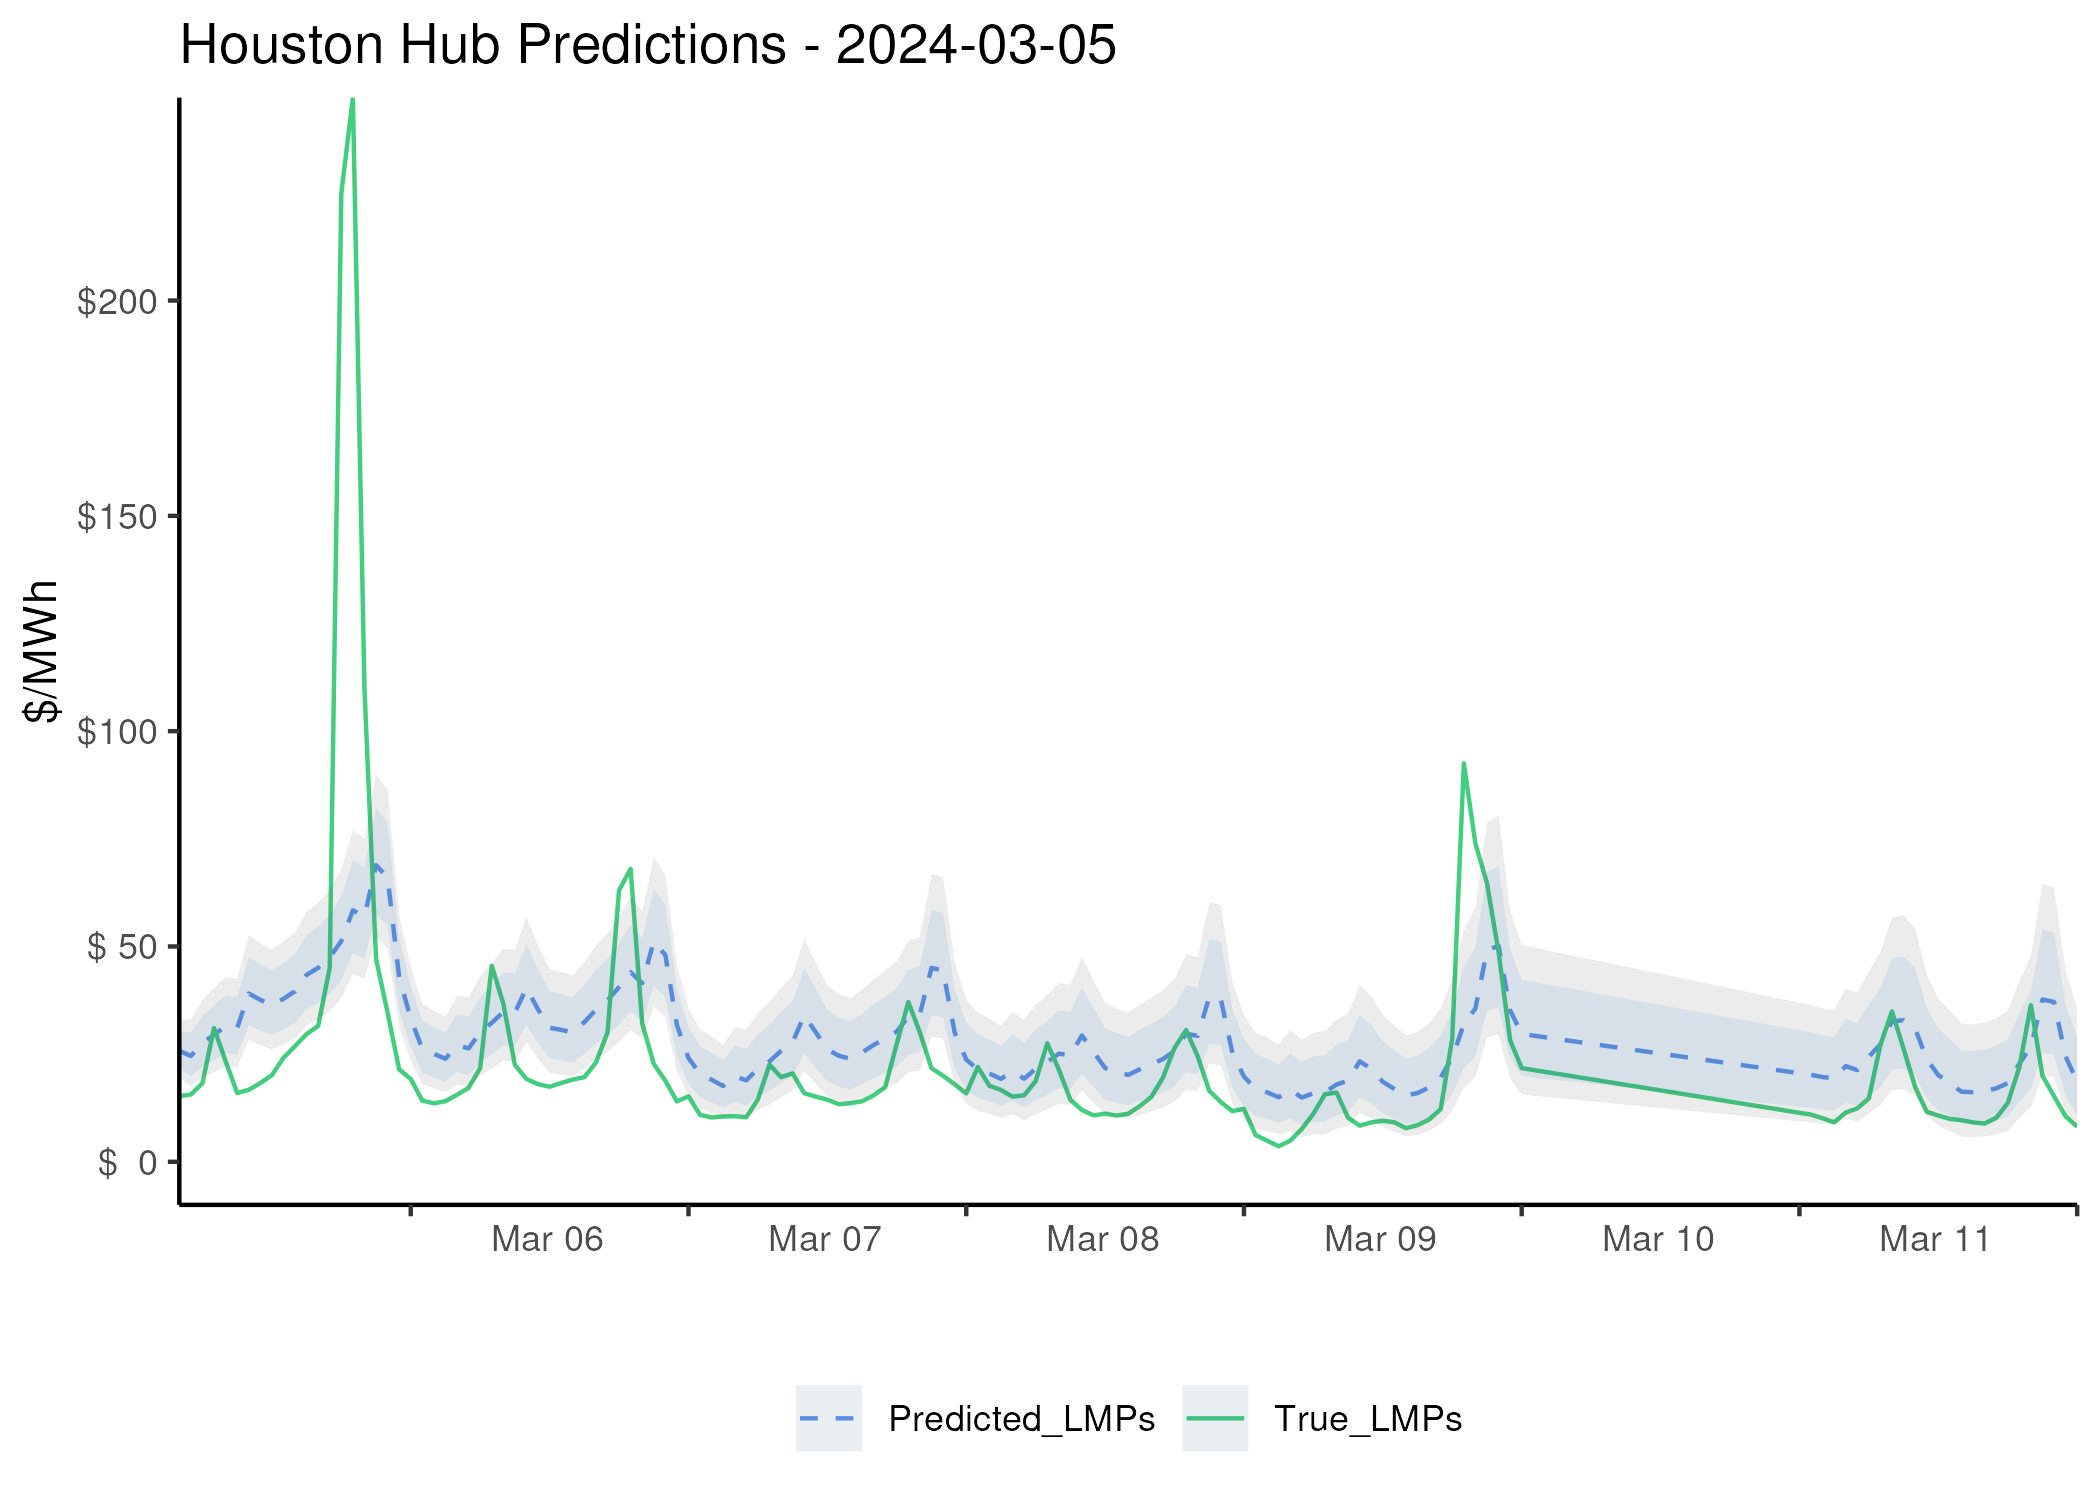 Houston Hub Predictions - 2024-03-05
$/MWh
$200
$150
$100
$ 50
$ 0
Mar 06 Mar 07 Mar 08 Mar 09 Mar 10 Mar 11
Predicted_LMPs True_LMPs